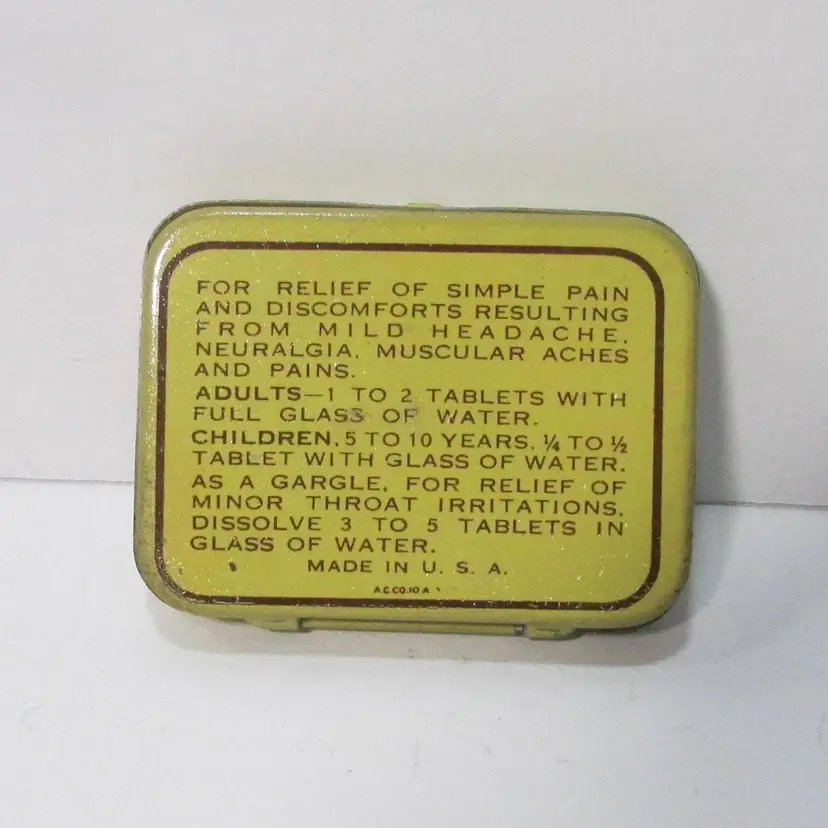 FOR RELIEF OF SIMPLE PAIN
AND DISCOMFORTS RESULTING
FROM MILD HEADACHE,
NEURALGIA, MUSCULAR ACHES
AND PAINS.
ADULTS—1 TO 2 TABLETS WITH
FULL GLASS OF WATER.
CHILDREN, 5 TO 10 YEARS, ¼ TO ½
TABLET WITH GLASS OF WATER.
AS A GARGLE, FOR RELIEF OF
MINOR THROAT IRRITATIONS,
DISSOLVE 3 TO 5 TABLETS IN
GLASS OF WATER.
MADE IN U. S. A.
A.C.CO. 10 A